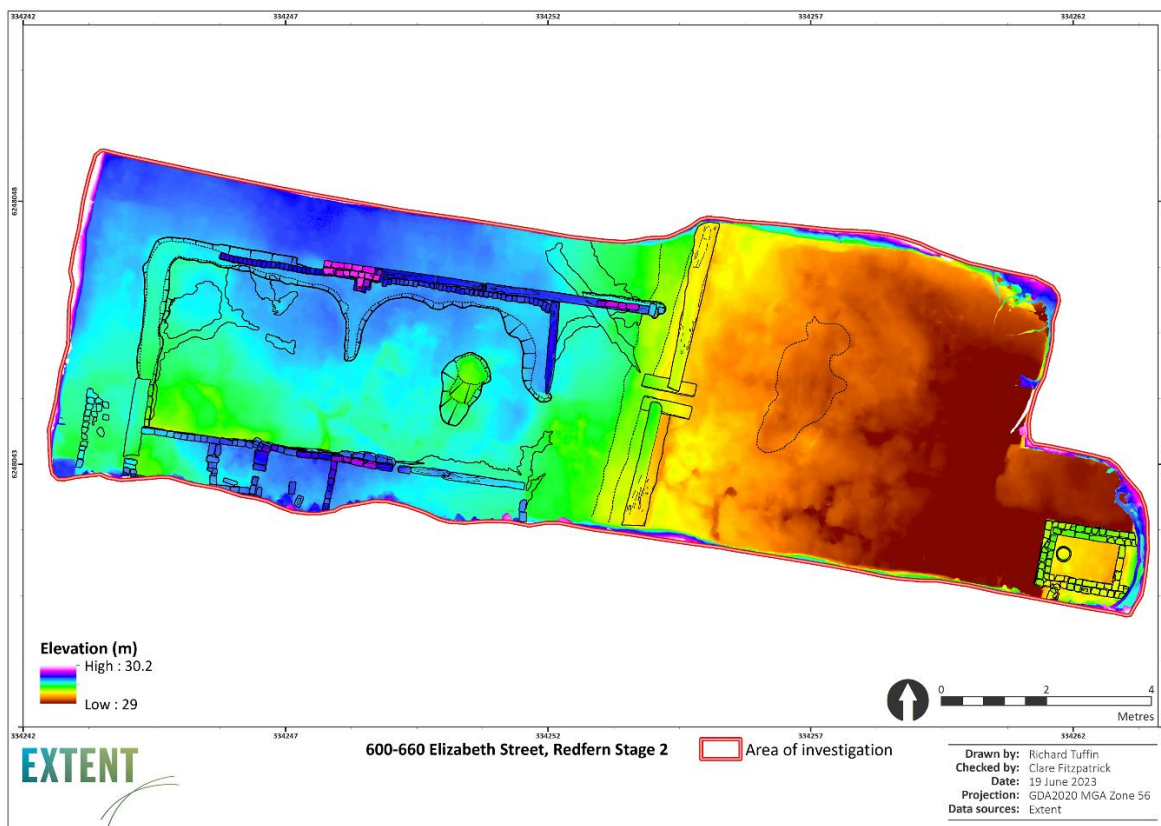 334242 334247 334252 334257 334262
6248048
6248043
Elevation (m)
High : 30.2
Low : 29
0 2 4
Metres
334242 334247 334252 334257 334262
EXTENT
600-660 Elizabeth Street, Redfern Stage 2
Area of investigation
Drawn by: Richard Tuffin
Checked by: Clare Fitzpatrick
Date: 19 June 2023
Projection: GDA2020 MGA Zone 56
Data sources: Extent